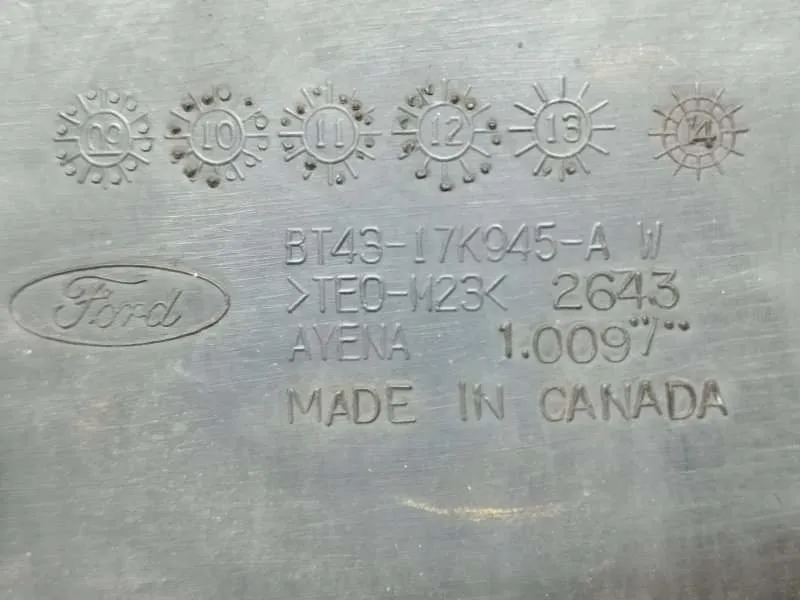 09 10 11 12 13 14
BT43-17K945-A W
Ford >TEO-M23< 2643
AYENA 1.009"/"
MADE IN CANADA